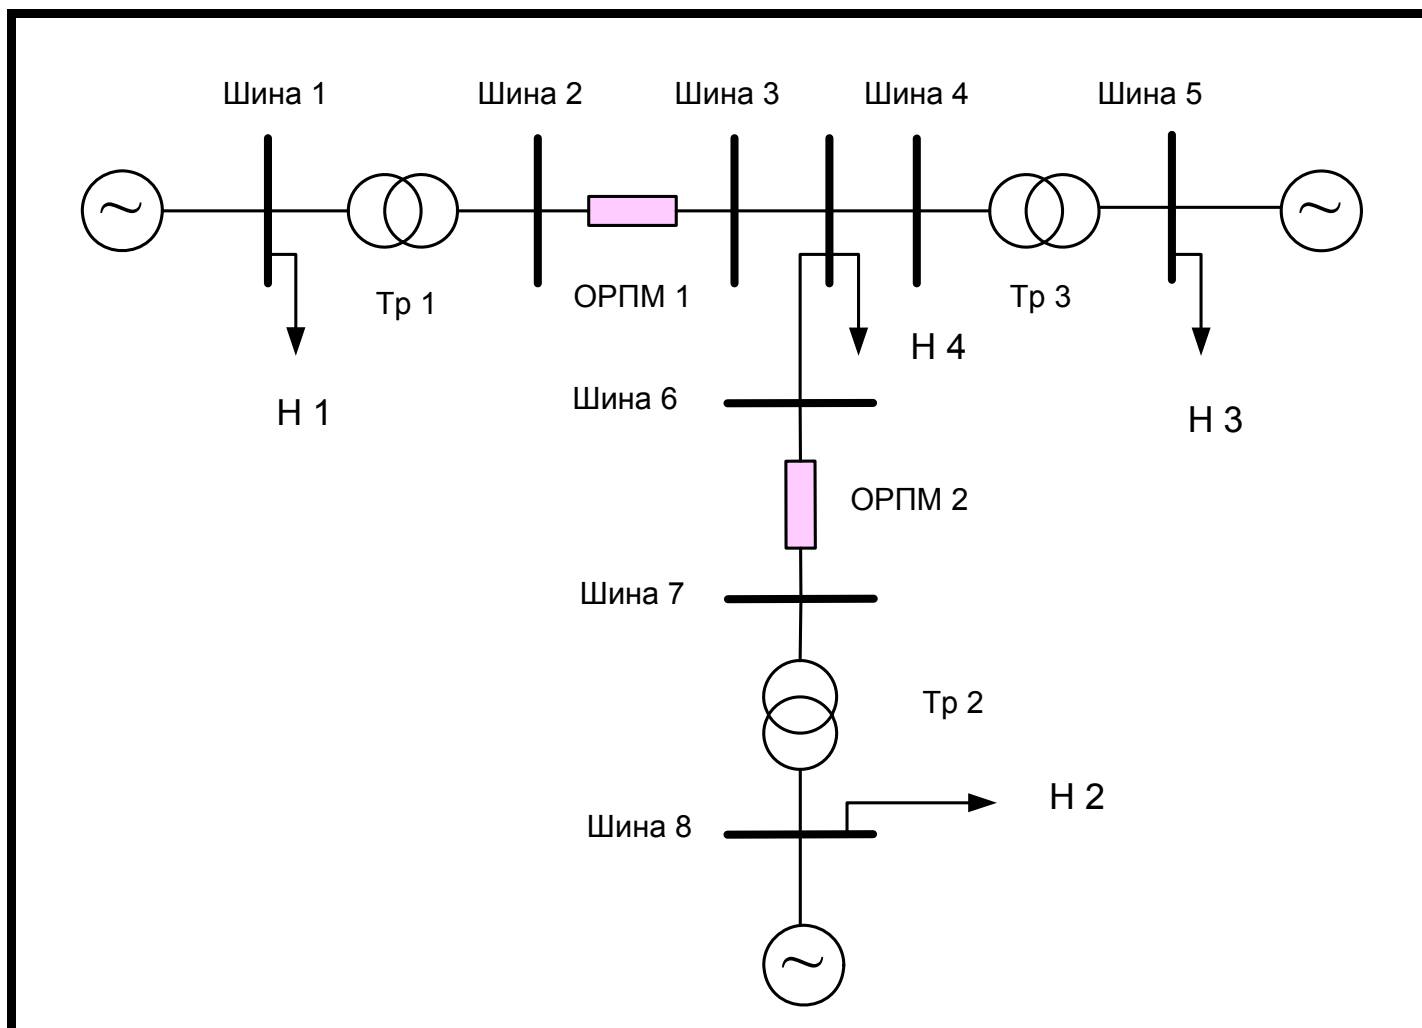 Шина 1
Шина 2
Шина 3
Шина 4
Шина 5
Тр 1
ОРПМ 1
Тр 3
Н 4
Шина 6
Н 1
Н 3
ОРПМ 2
Шина 7
Тр 2
Н 2
Шина 8